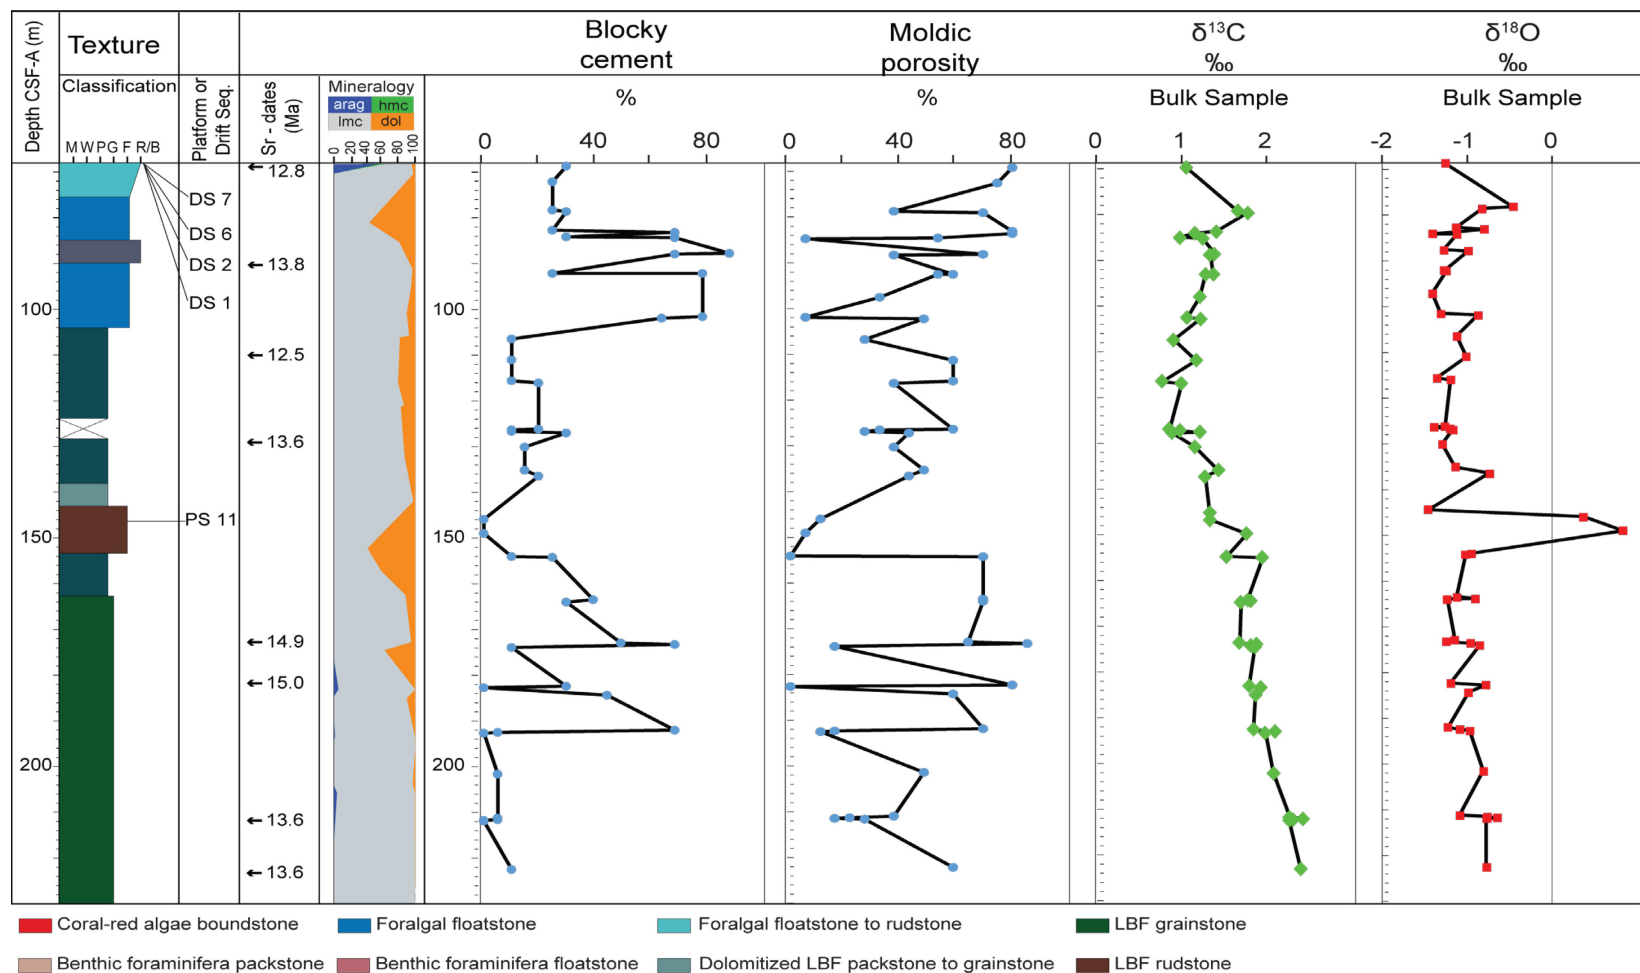 Depth CSF-A (m)
Texture
Classification
M W P G F R/B
Platform or
Drift Seq.
Sr - dates
(Ma)
Mineralogy
arag hmc
lmc dol
0 20 40 60 80 100
Blocky
cement
%
0 40 80
Moldic
porosity
%
0 40 80
δ13C
‰
Bulk Sample
0 1 2
δ18O
‰
Bulk Sample
-2 -1 0
12.8
DS 7
DS 6
DS 2
13.8
DS 1
100
100
12.5
13.6
PS 11
150
150
14.9
15.0
200
200
13.6
13.6
Coral-red algae boundstone
Foralgal floatstone
Foralgal floatstone to rudstone
LBF grainstone
Benthic foraminifera packstone
Benthic foraminifera floatstone
Dolomitized LBF packstone to grainstone
LBF rudstone